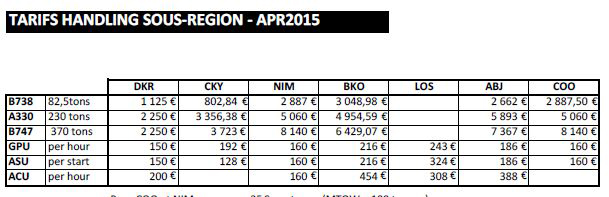 TARIFS HANDLING SOUS-REGION - APR2015
DKR CKY NIM BKO LOS ABJ COO
B738 82,5tons 1 125 € 802,84 € 2 887 € 3 048,98 € 2 662 € 2 887,50 €
A330 230 tons 2 250 € 3 356,38 € 5 060 € 4 954,59 € 5 893 € 5 060 €
B747 370 tons 2 250 € 3 723 € 8 140 € 6 429,07 € 7 367 € 8 140 €
GPU per hour 150 € 192 € 160 € 216 € 243 € 186 € 160 €
ASU per start 150 € 128 € 160 € 216 € 324 € 186 € 160 €
ACU per hour 200 € 160 € 454 € 308 € 388 €